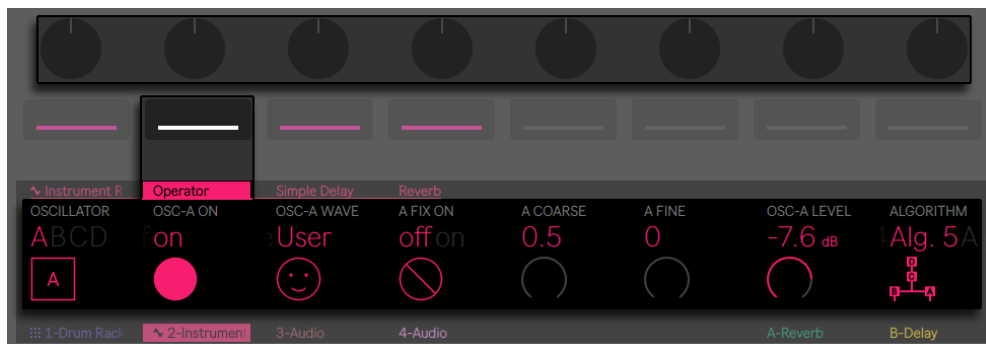 Instrument R
Operator
Simple Delay
Reverb
OSCILLATOR OSC-A ON OSC-A WAVE A FIX ON A COARSE A FINE OSC-A LEVEL ALGORITHM
ABCD on User off on 0.5 0 -7.6 dB Alg. 5
A
D
C
B A
1-Drum Rack 2-Instrument 3-Audio 4-Audio A-Reverb B-Delay